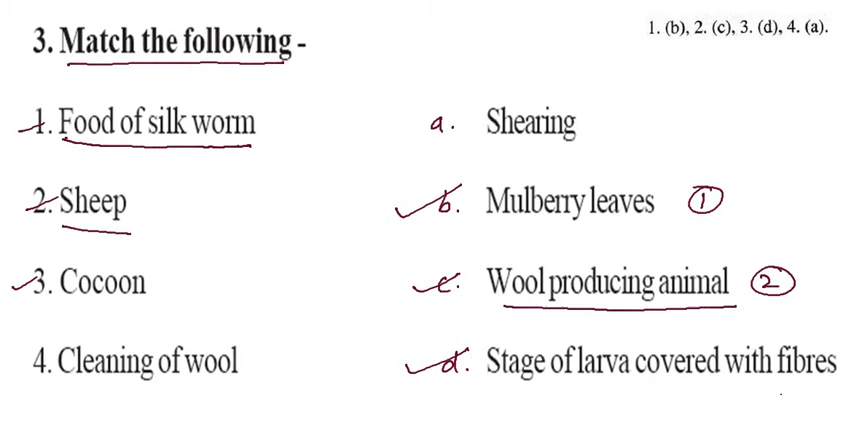 1. (b), 2. (c), 3. (d), 4. (a).
3. Match the following -
1. Food of silk worm a. Shearing
2. Sheep b. Mulberry leaves 1
3. Cocoon c. Wool producing animal 2
4. Cleaning of wool d. Stage of larva covered with fibres